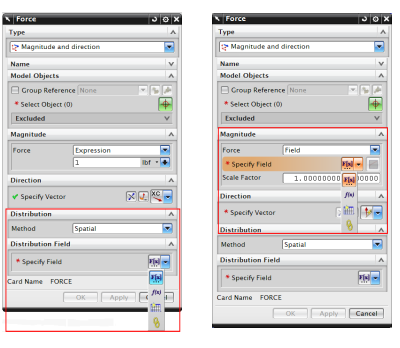 Force
Type
Magnitude and direction
Name
Model Objects
Group Reference None
* Select Object (0)
Excluded
Magnitude
Force Expression
1 lbf
Direction
Specify Vector
Distribution
Method Spatial
Distribution Field
* Specify Field
Card Name FORCE
OK Apply
Force
Type
Magnitude and direction
Name
Model Objects
Group Reference None
* Select Object (0)
Excluded
Magnitude
Force Field
* Specify Field
Scale Factor 1.00000000 00000
Direction
* Specify Vector
Distribution
Method Spatial
Distribution Field
* Specify Field
Card Name FORCE
OK Apply Cancel